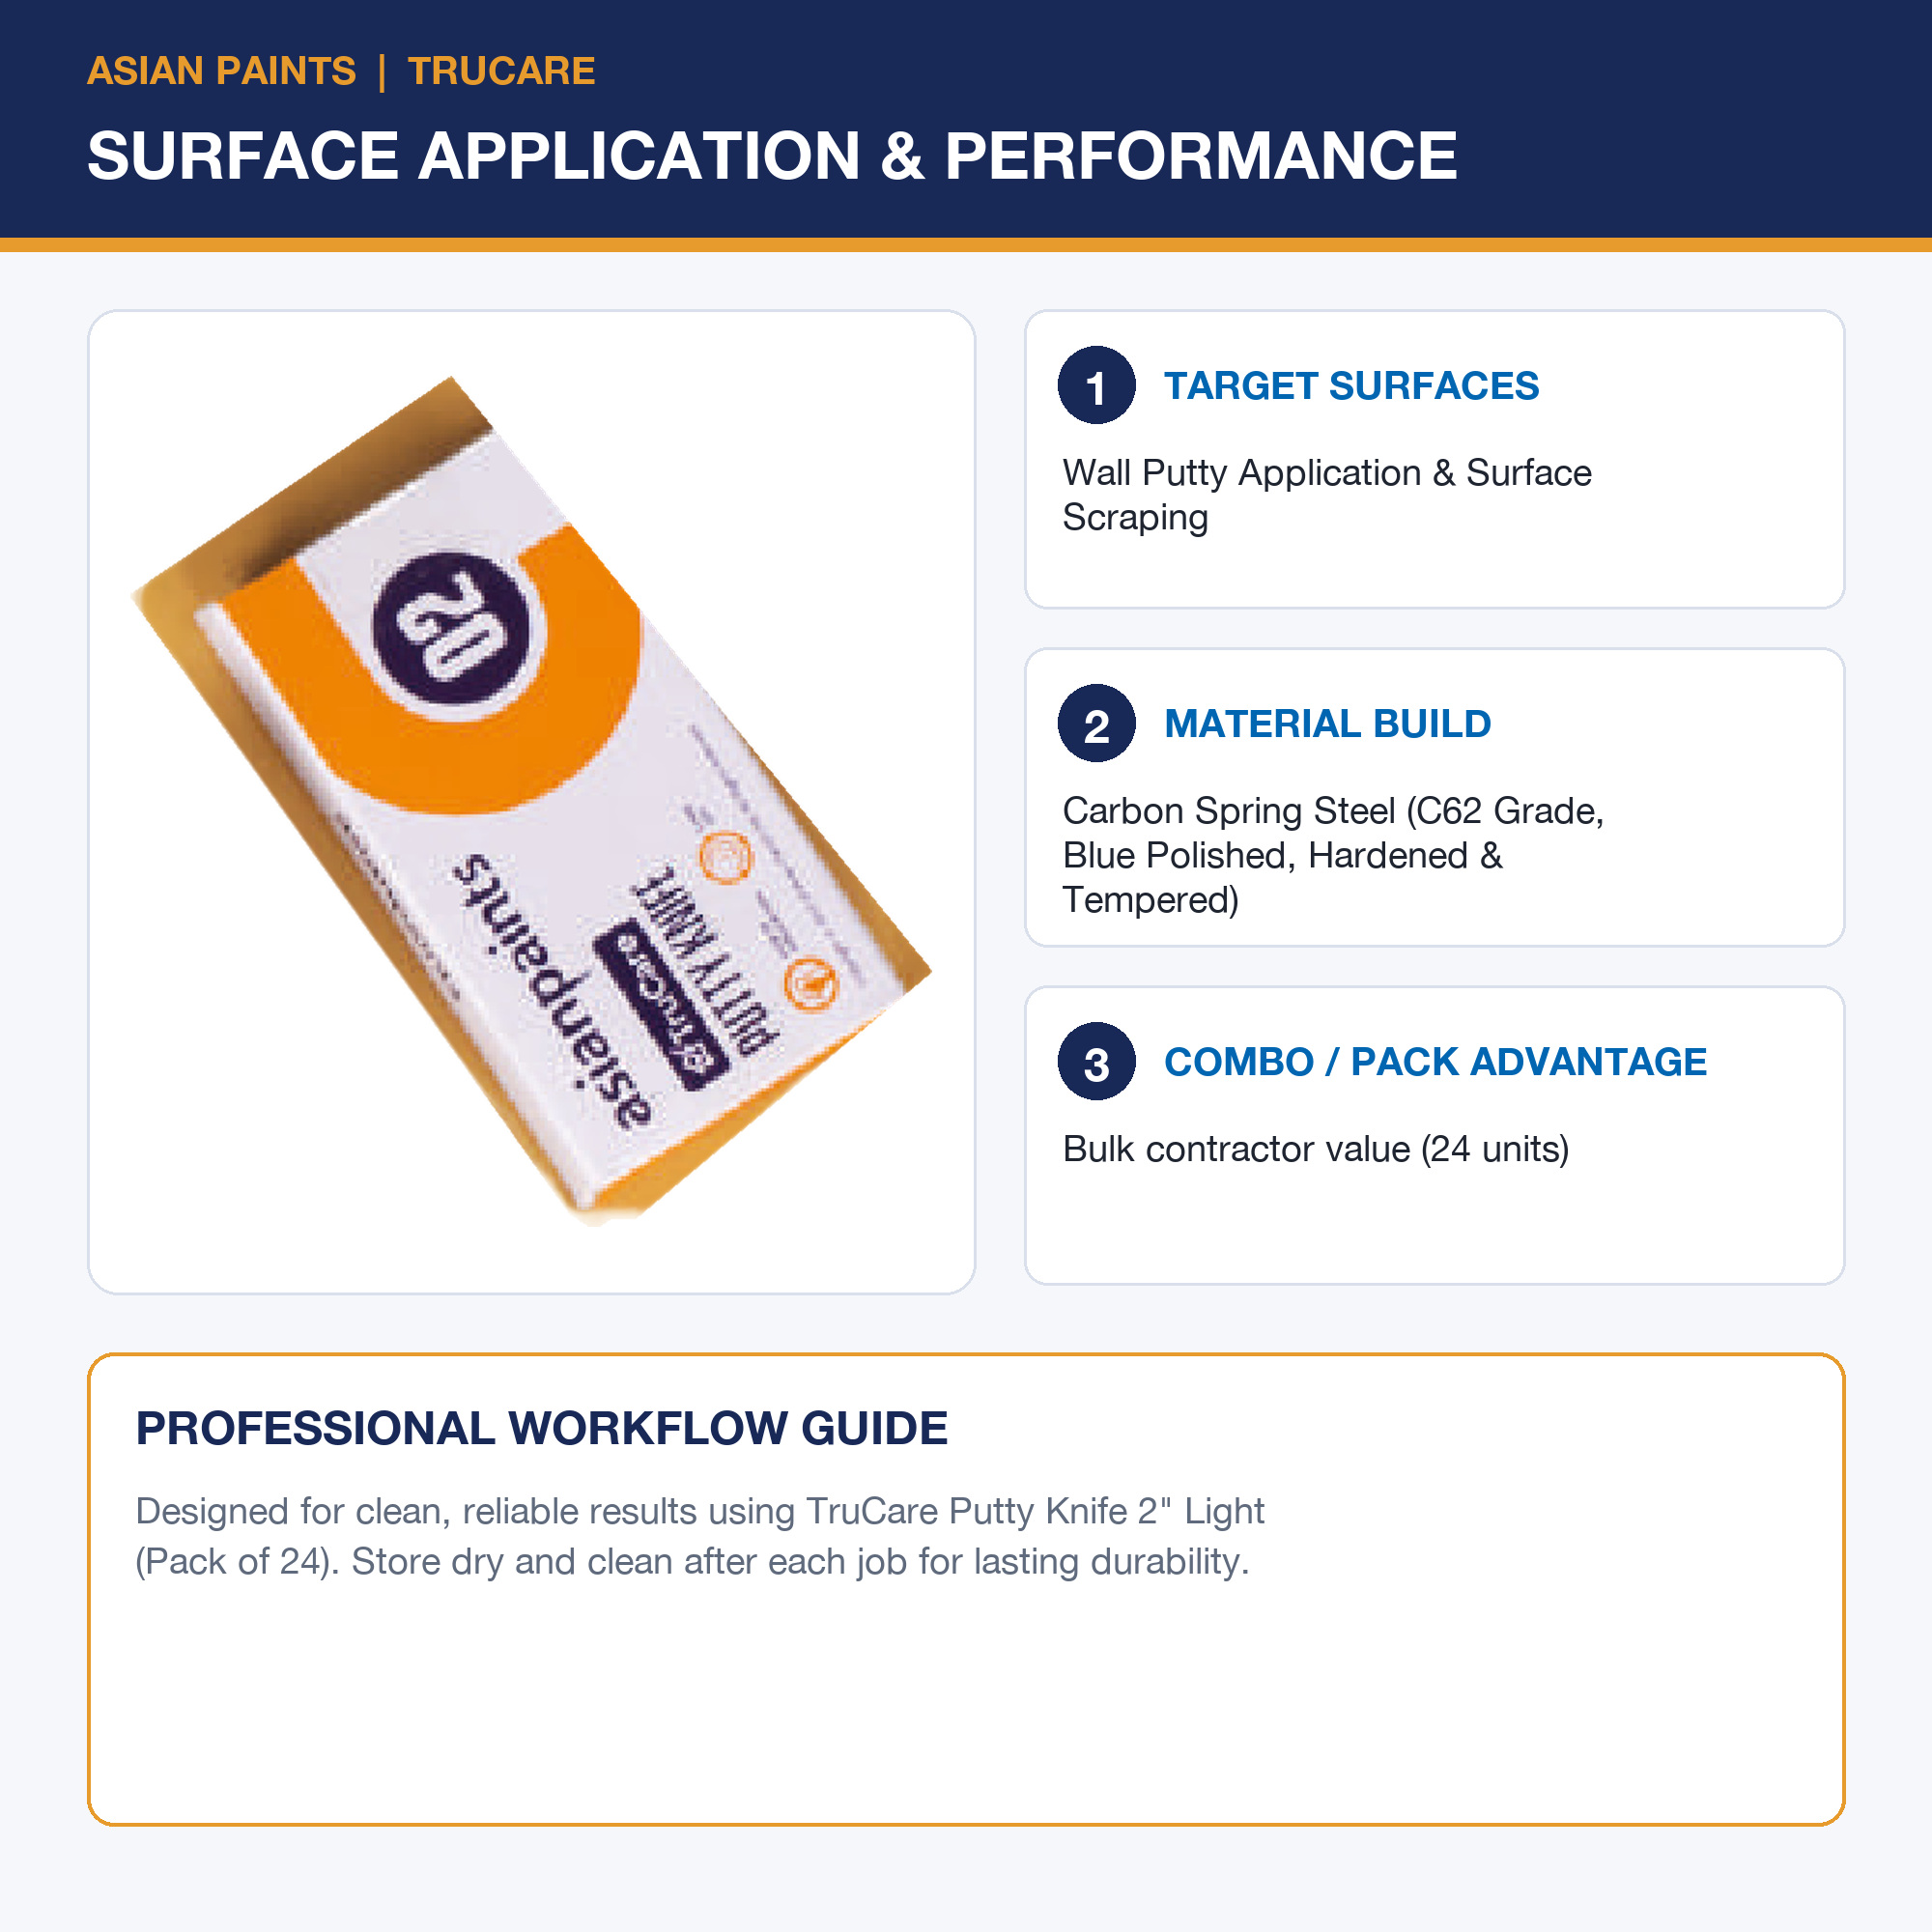 ASIAN PAINTS | TRUCARE
SURFACE APPLICATION & PERFORMANCE
20
asianpaints
TruCare
PUTTY KNIFE
1 TARGET SURFACES
Wall Putty Application & Surface
Scraping
2 MATERIAL BUILD
Carbon Spring Steel (C62 Grade,
Blue Polished, Hardened &
Tempered)
3 COMBO / PACK ADVANTAGE
Bulk contractor value (24 units)
PROFESSIONAL WORKFLOW GUIDE
Designed for clean, reliable results using TruCare Putty Knife 2" Light
(Pack of 24). Store dry and clean after each job for lasting durability.